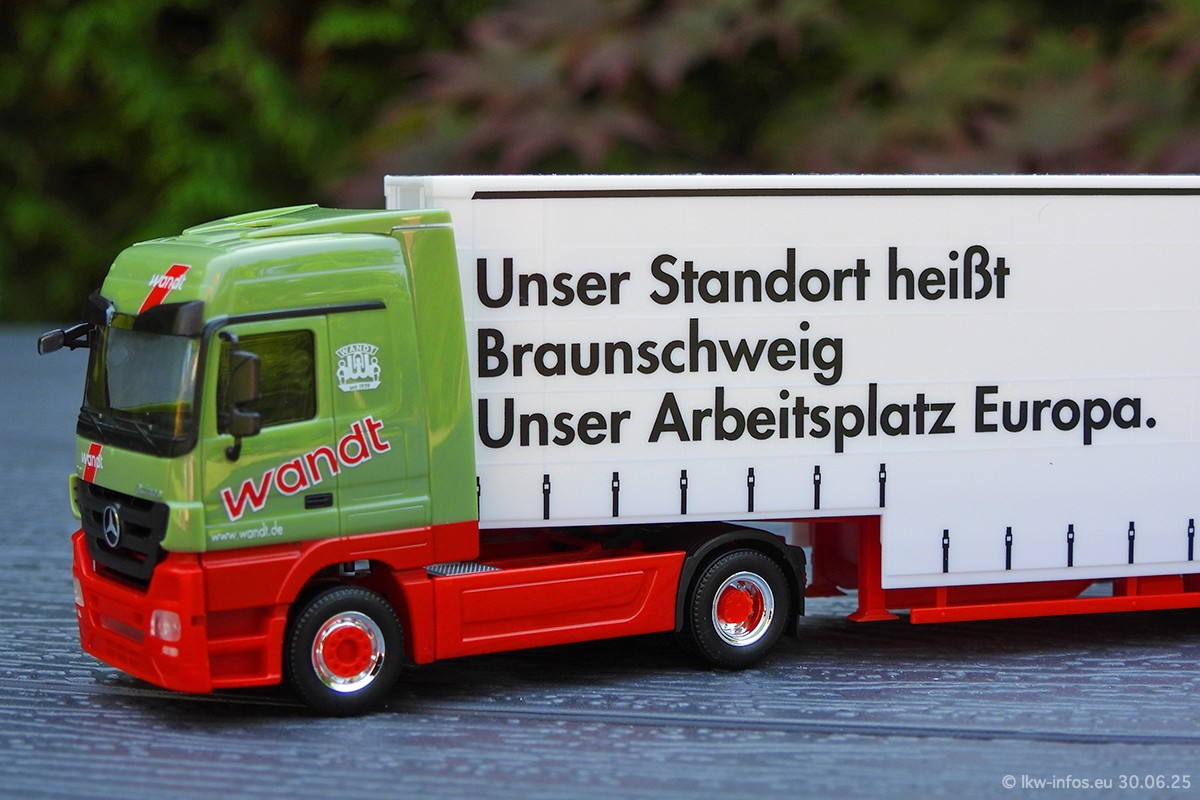 Unser Standort heißt
Braunschweig
Unser Arbeitsplatz Europa.
wandt
WANDT
wandt
wandt
www.wandt.de
© lkw-infos.eu 30.06.25